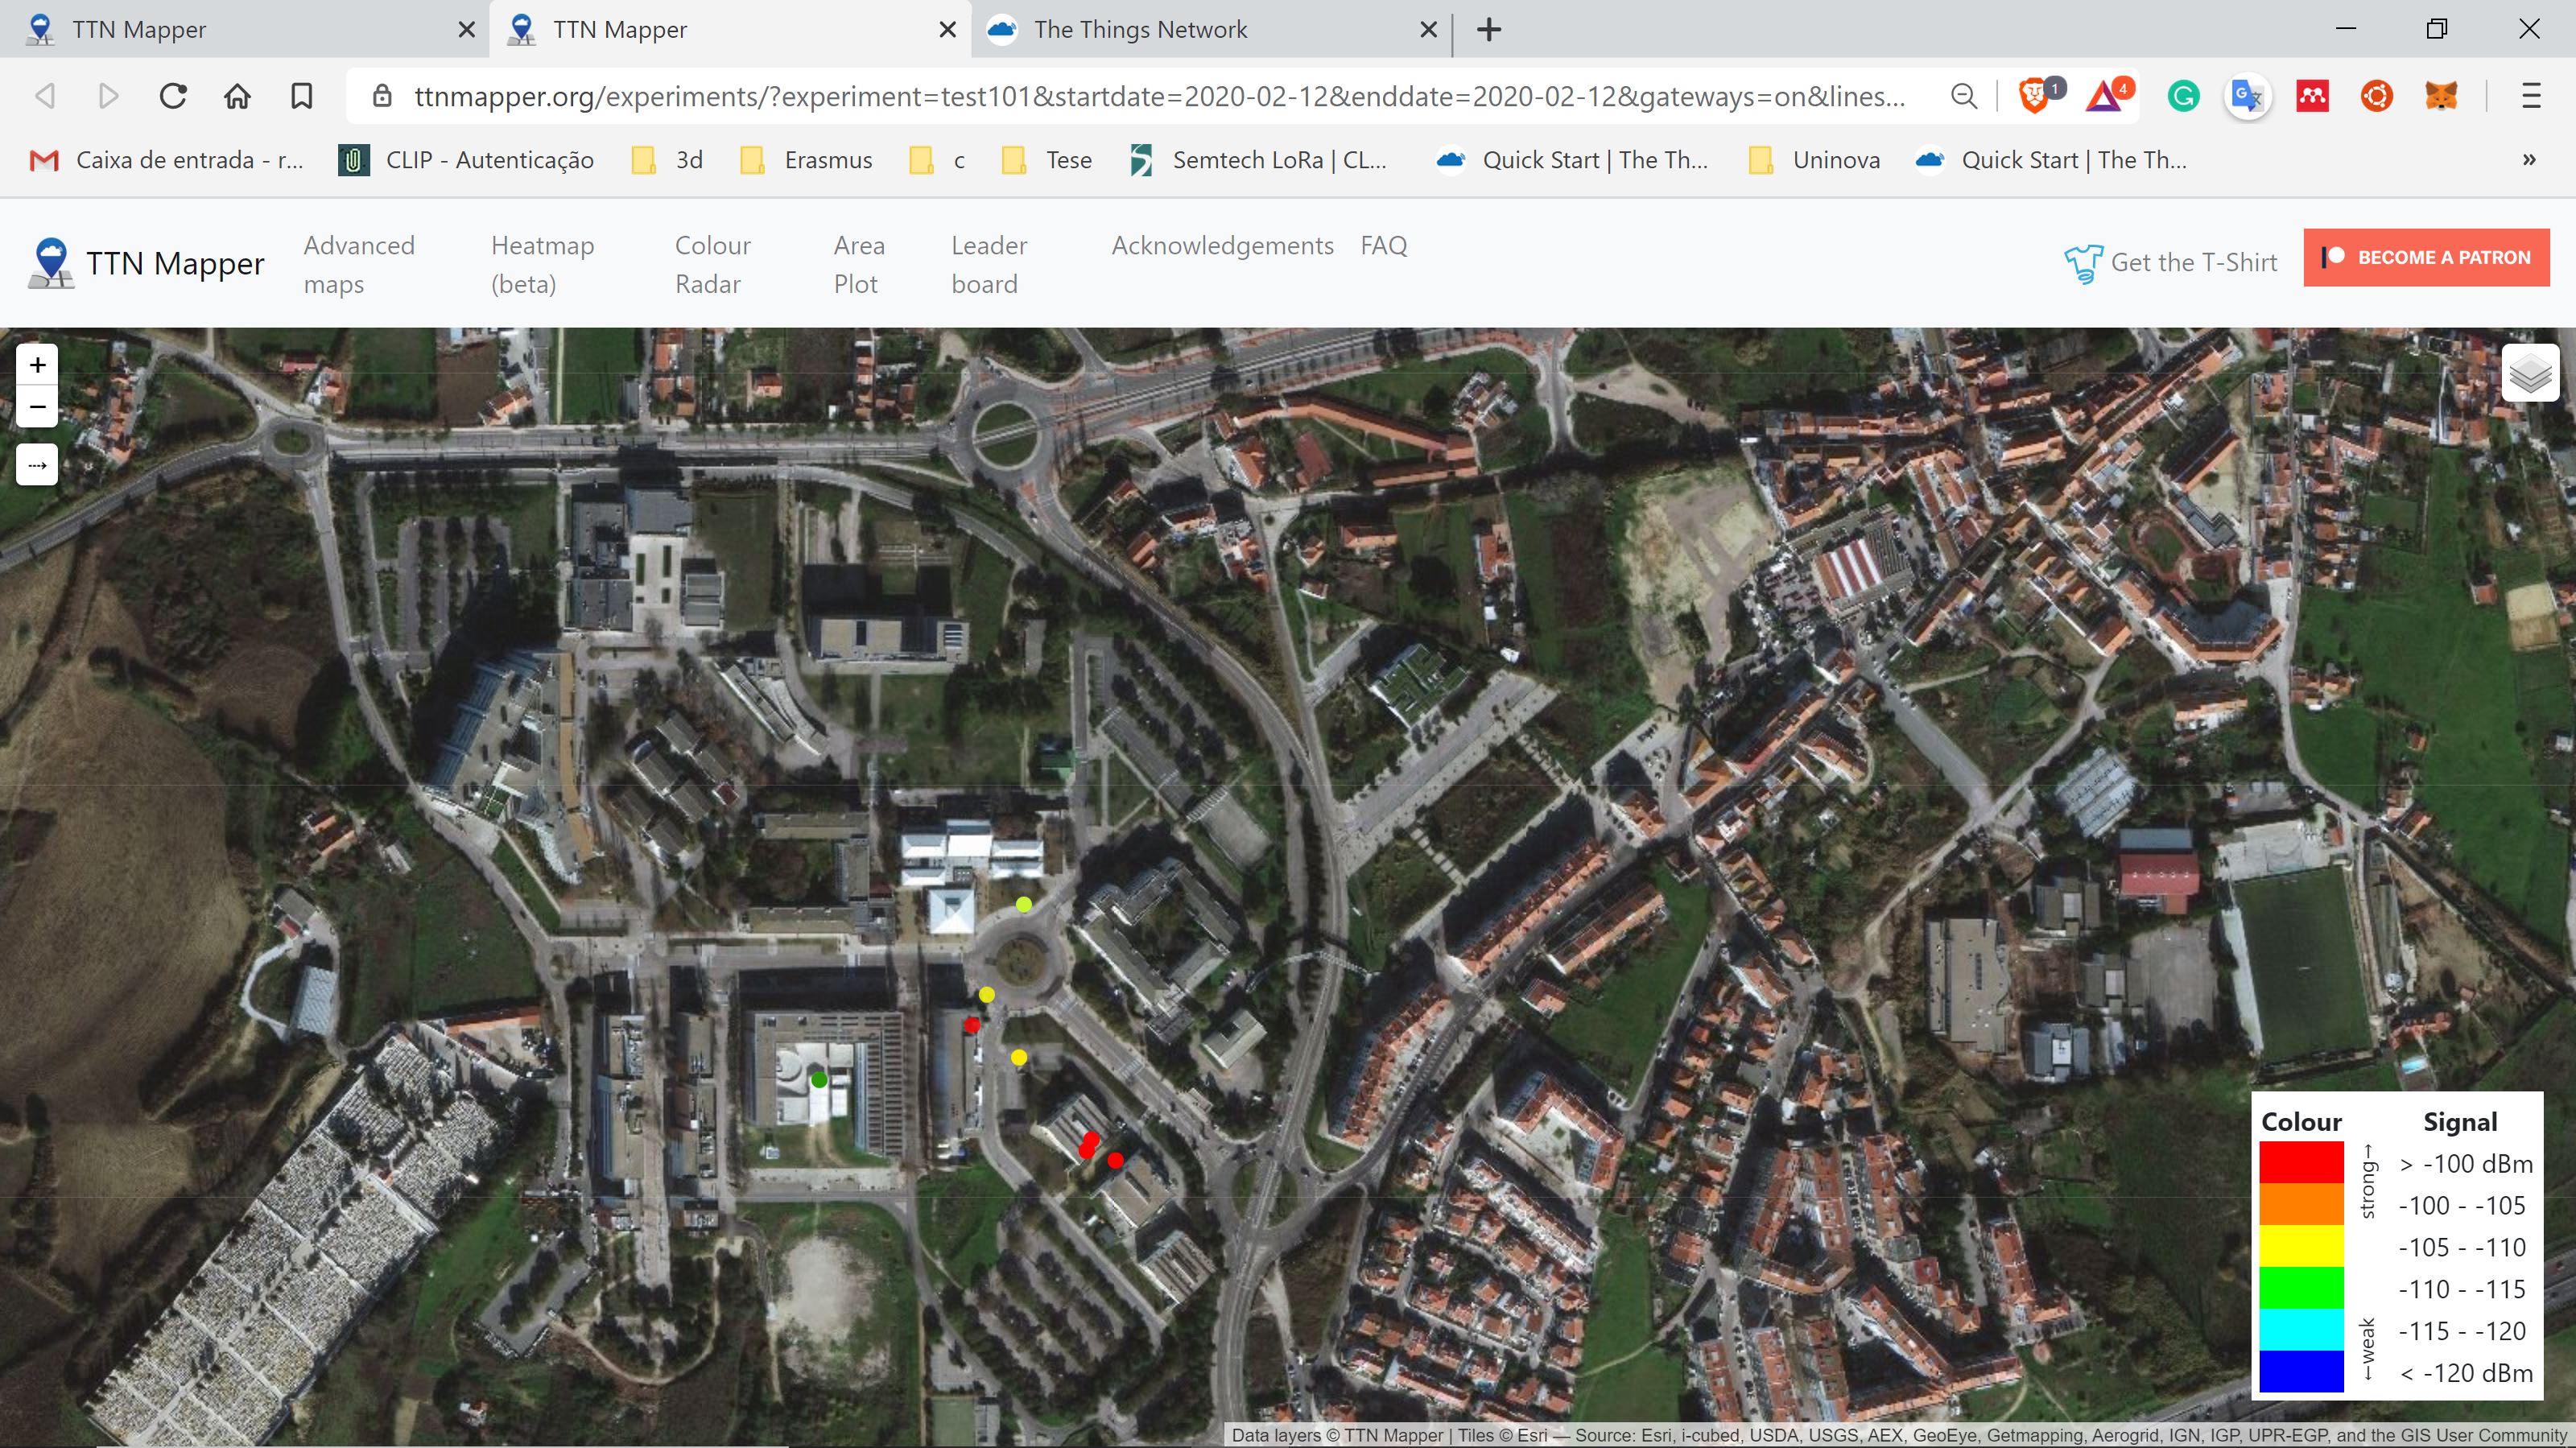 TTN Mapper
TTN Mapper
The Things Network
ttnmapper.org/experiments/?experiment=test101&startdate=2020-02-12&enddate=2020-02-12&gateways=on&lines...
1
4
Caixa de entrada - r...
CLIP - Autenticação
3d
Erasmus
c
Tese
Semtech LoRa | CL...
Quick Start | The Th...
Uninova
Quick Start | The Th...
»
TTN Mapper
Advanced
maps
Heatmap
(beta)
Colour
Radar
Area
Plot
Leader
board
Acknowledgements
FAQ
Get the T-Shirt
BECOME A PATRON
+
−
Colour Signal
strong→
> -100 dBm
-100 - -105
-105 - -110
-110 - -115
-115 - -120
< -120 dBm
←weak
Data layers © TTN Mapper | Tiles © Esri — Source: Esri, i-cubed, USDA, USGS, AEX, GeoEye, Getmapping, Aerogrid, IGN, IGP, UPR-EGP, and the GIS User Community